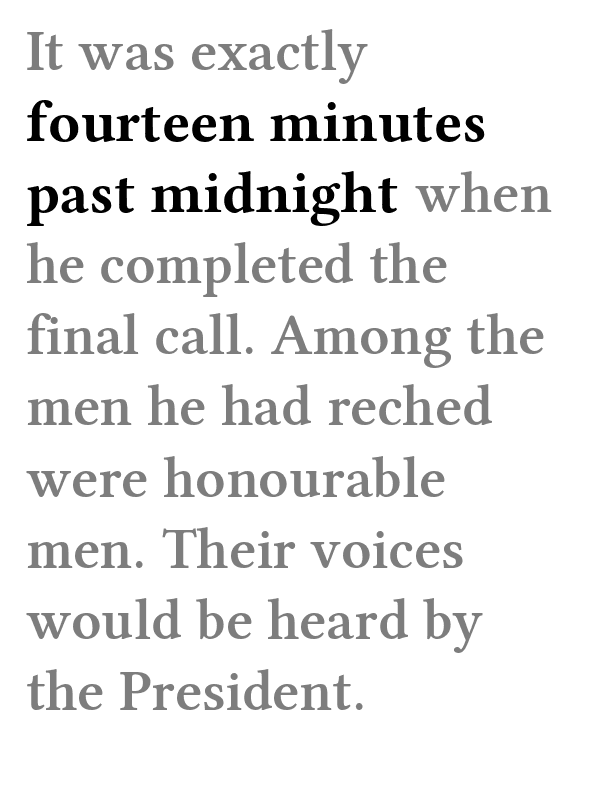 It was exactly
fourteen minutes
past midnight when
he completed the
final call. Among the
men he had reched
were honourable
men. Their voices
would be heard by
the President.